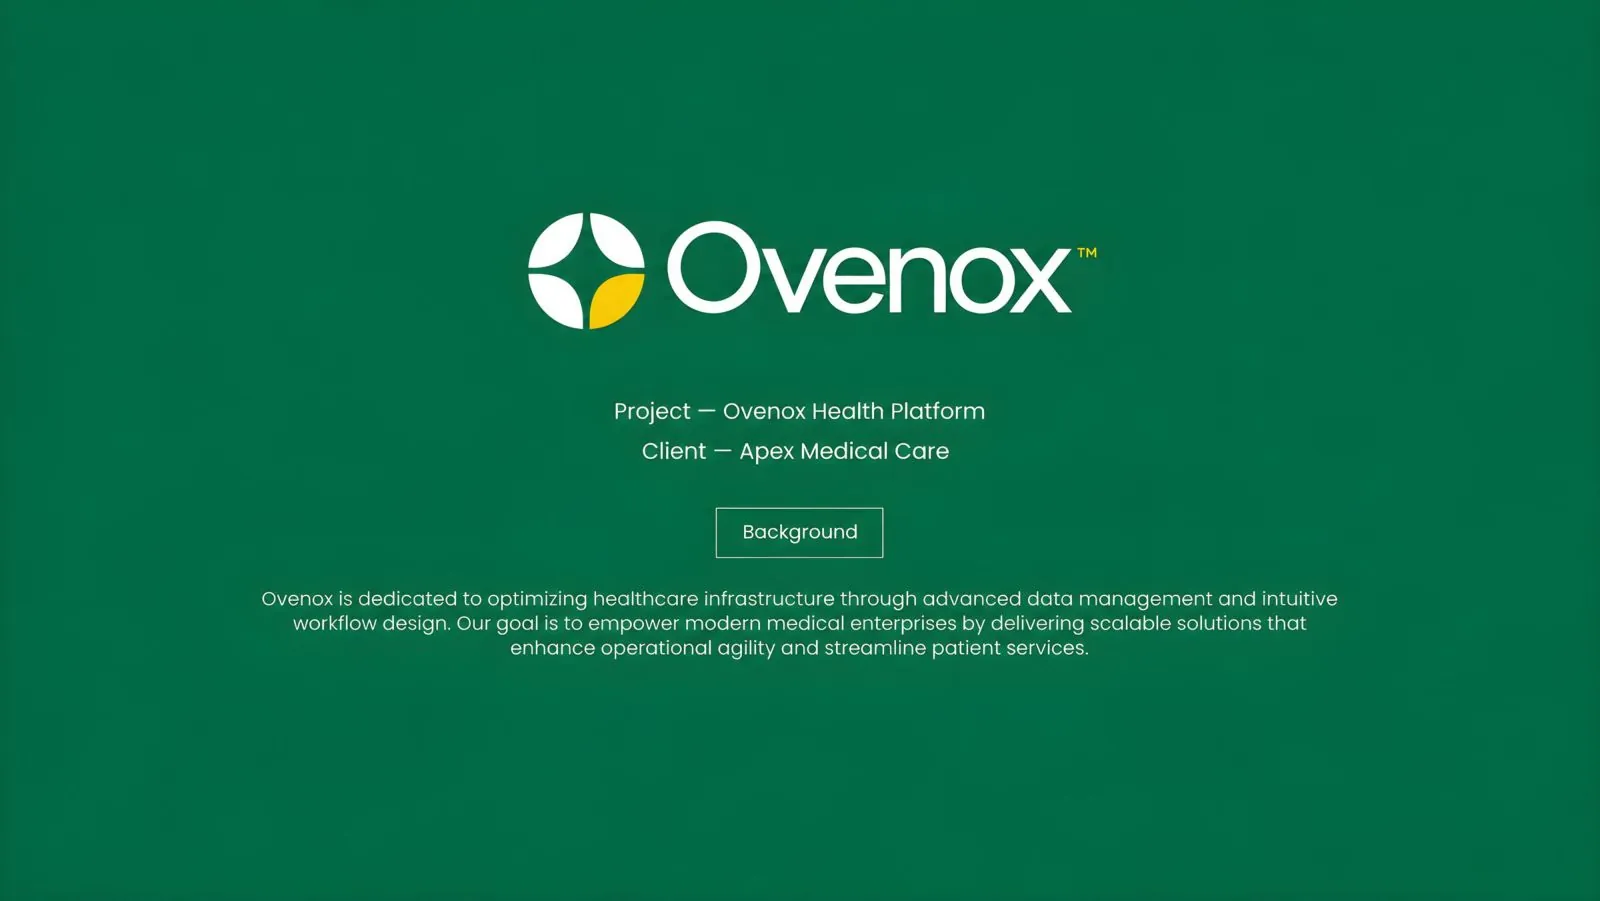 Ovenox™
Project — Ovenox Health Platform
Client — Apex Medical Care
Background
Ovenox is dedicated to optimizing healthcare infrastructure through advanced data management and intuitive
workflow design. Our goal is to empower modern medical enterprises by delivering scalable solutions that
enhance operational agility and streamline patient services.